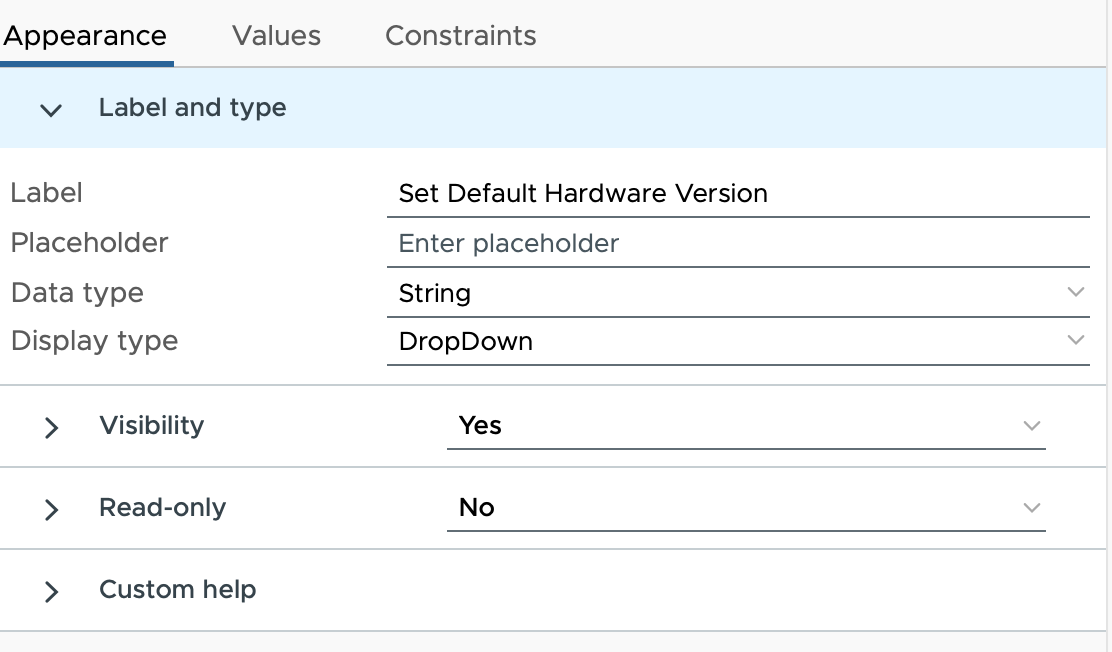 Appearance Values Constraints
Label and type
Label Set Default Hardware Version
Placeholder Enter placeholder
Data type String
Display type DropDown
Visibility Yes
Read-only No
Custom help